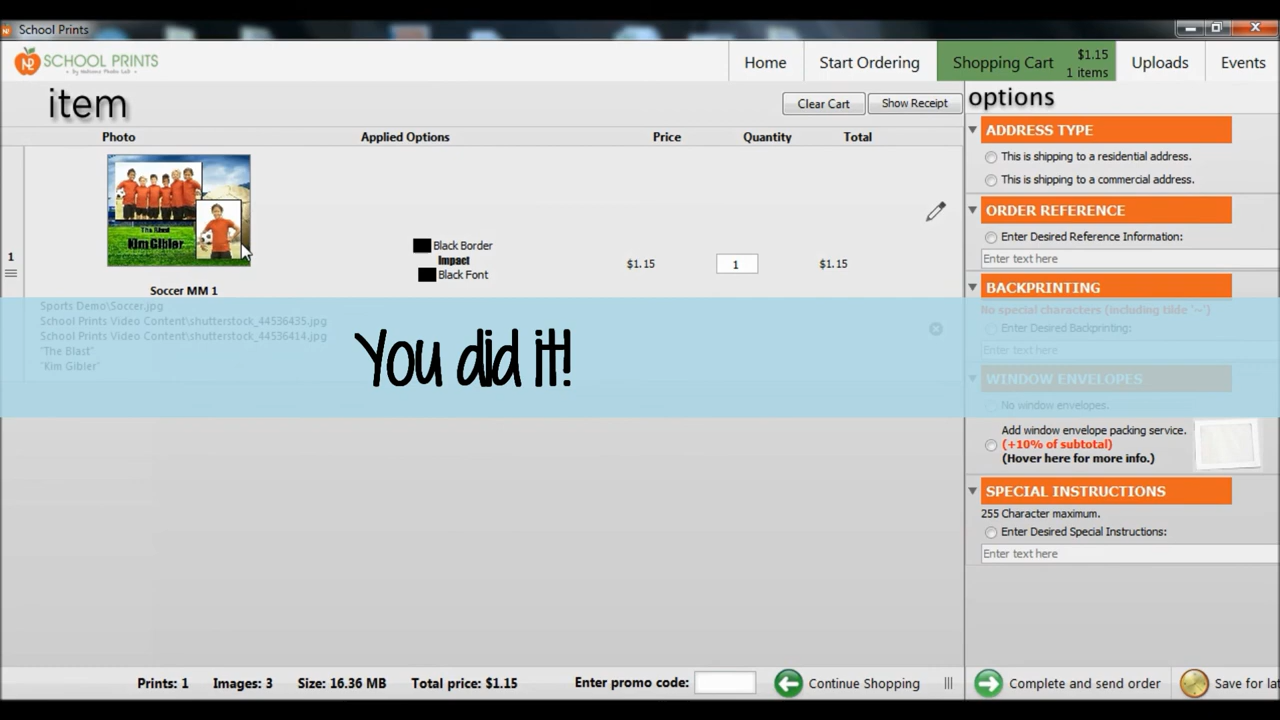 School Prints
SCHOOL PRINTS
Home
Start Ordering
Shopping Cart
$1.15
1 items
Uploads
Events
item
Clear Cart
Show Receipt
options
Photo
Applied Options
Price
Quantity
Total
ADDRESS TYPE
This is shipping to a residential address.
This is shipping to a commercial address.
ORDER REFERENCE
Enter Desired Reference Information:
Enter text here
1
The Blast
Kim Gibler
Black Border
Impact
Black Font
$1.15
1
$1.15
Soccer MM 1
Sports Demo\Soccer.jpg
School Prints Video Content\shutterstock_44536435.jpg
School Prints Video Content\shutterstock_44536414.jpg
"The Blast"
"Kim Gibler"
You did it!
BACKPRINTING
No special characters (including tilde '~')
Enter Desired Backprinting:
Enter text here
WINDOW ENVELOPES
No window envelopes.
Add window envelope packing service.
(+10% of subtotal)
(Hover here for more info.)
SPECIAL INSTRUCTIONS
255 Character maximum.
Enter Desired Special Instructions:
Enter text here
Prints: 1
Images: 3
Size: 16.36 MB
Total price: $1.15
Enter promo code:
Continue Shopping
Complete and send order
Save for lat